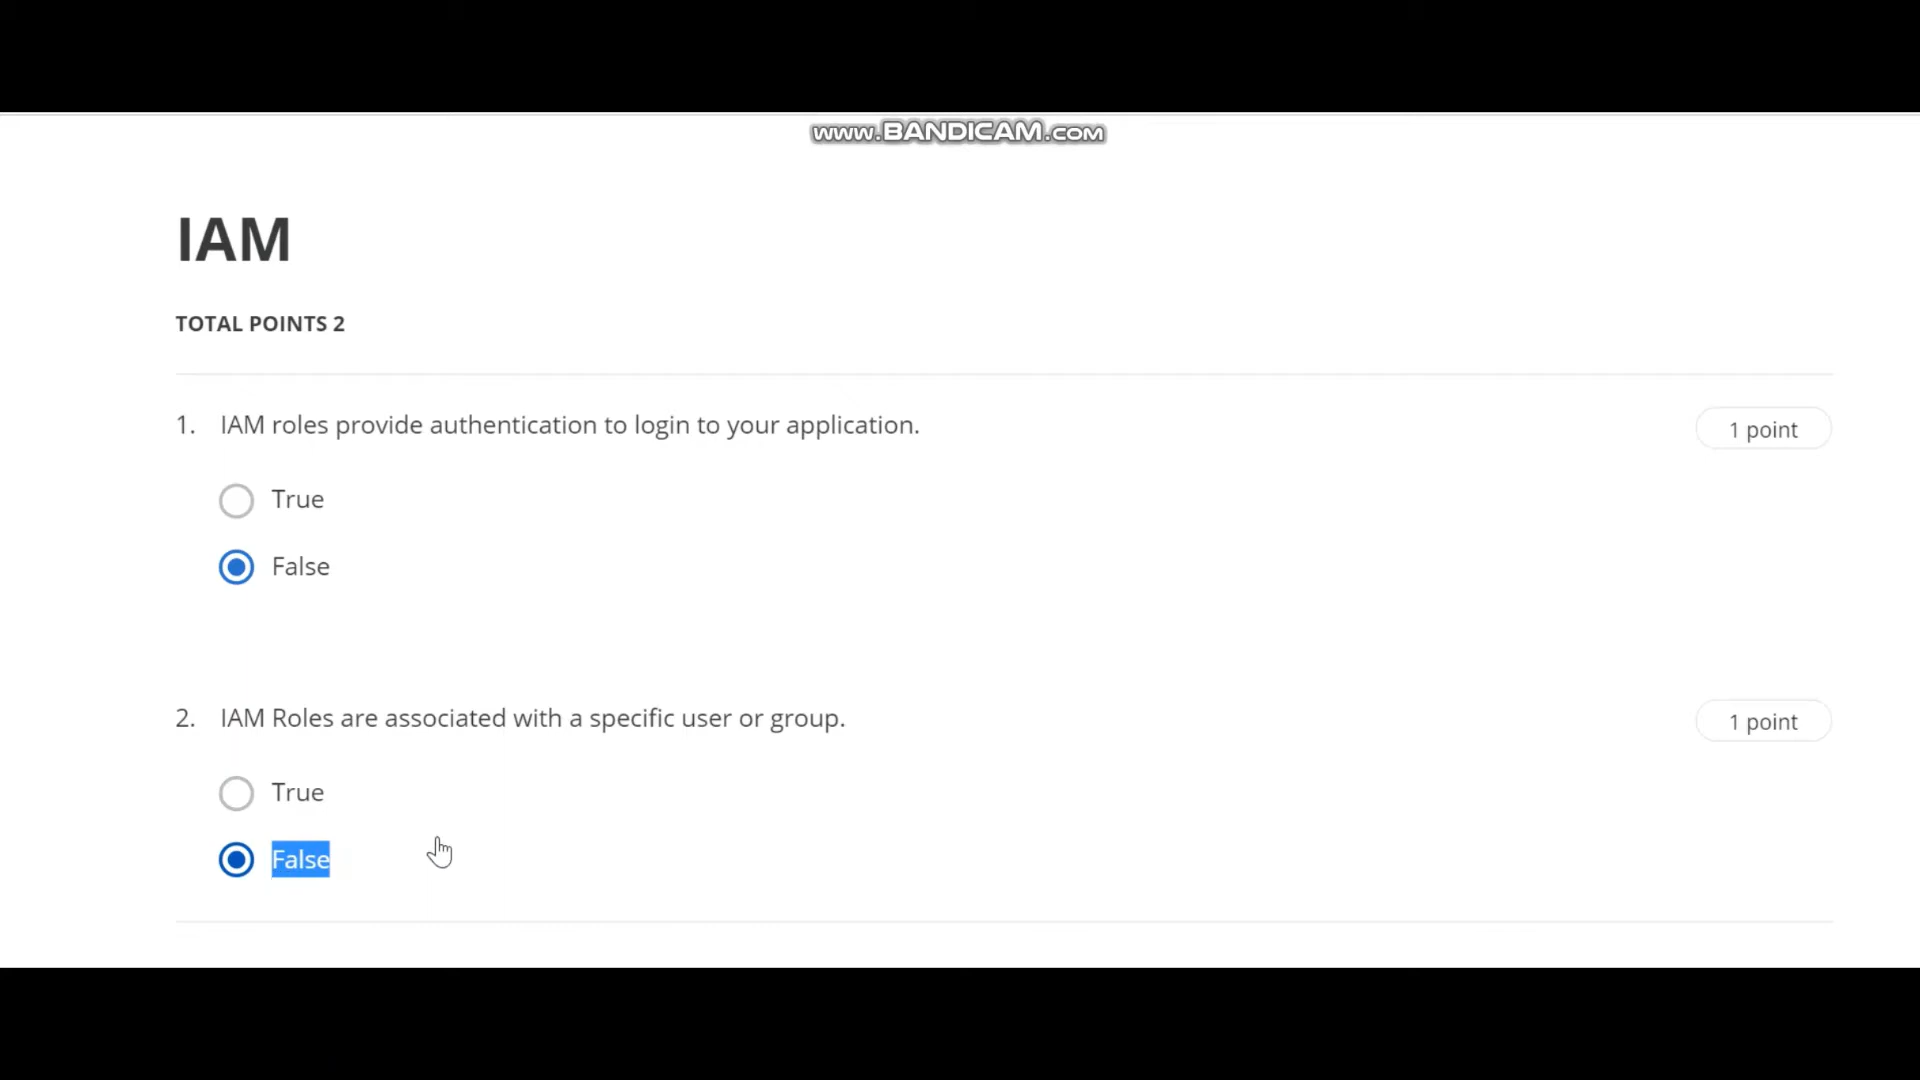 www.BANDICAM.com
IAM
TOTAL POINTS 2
1. IAM roles provide authentication to login to your application.
1 point
True
False
2. IAM Roles are associated with a specific user or group.
1 point
True
False